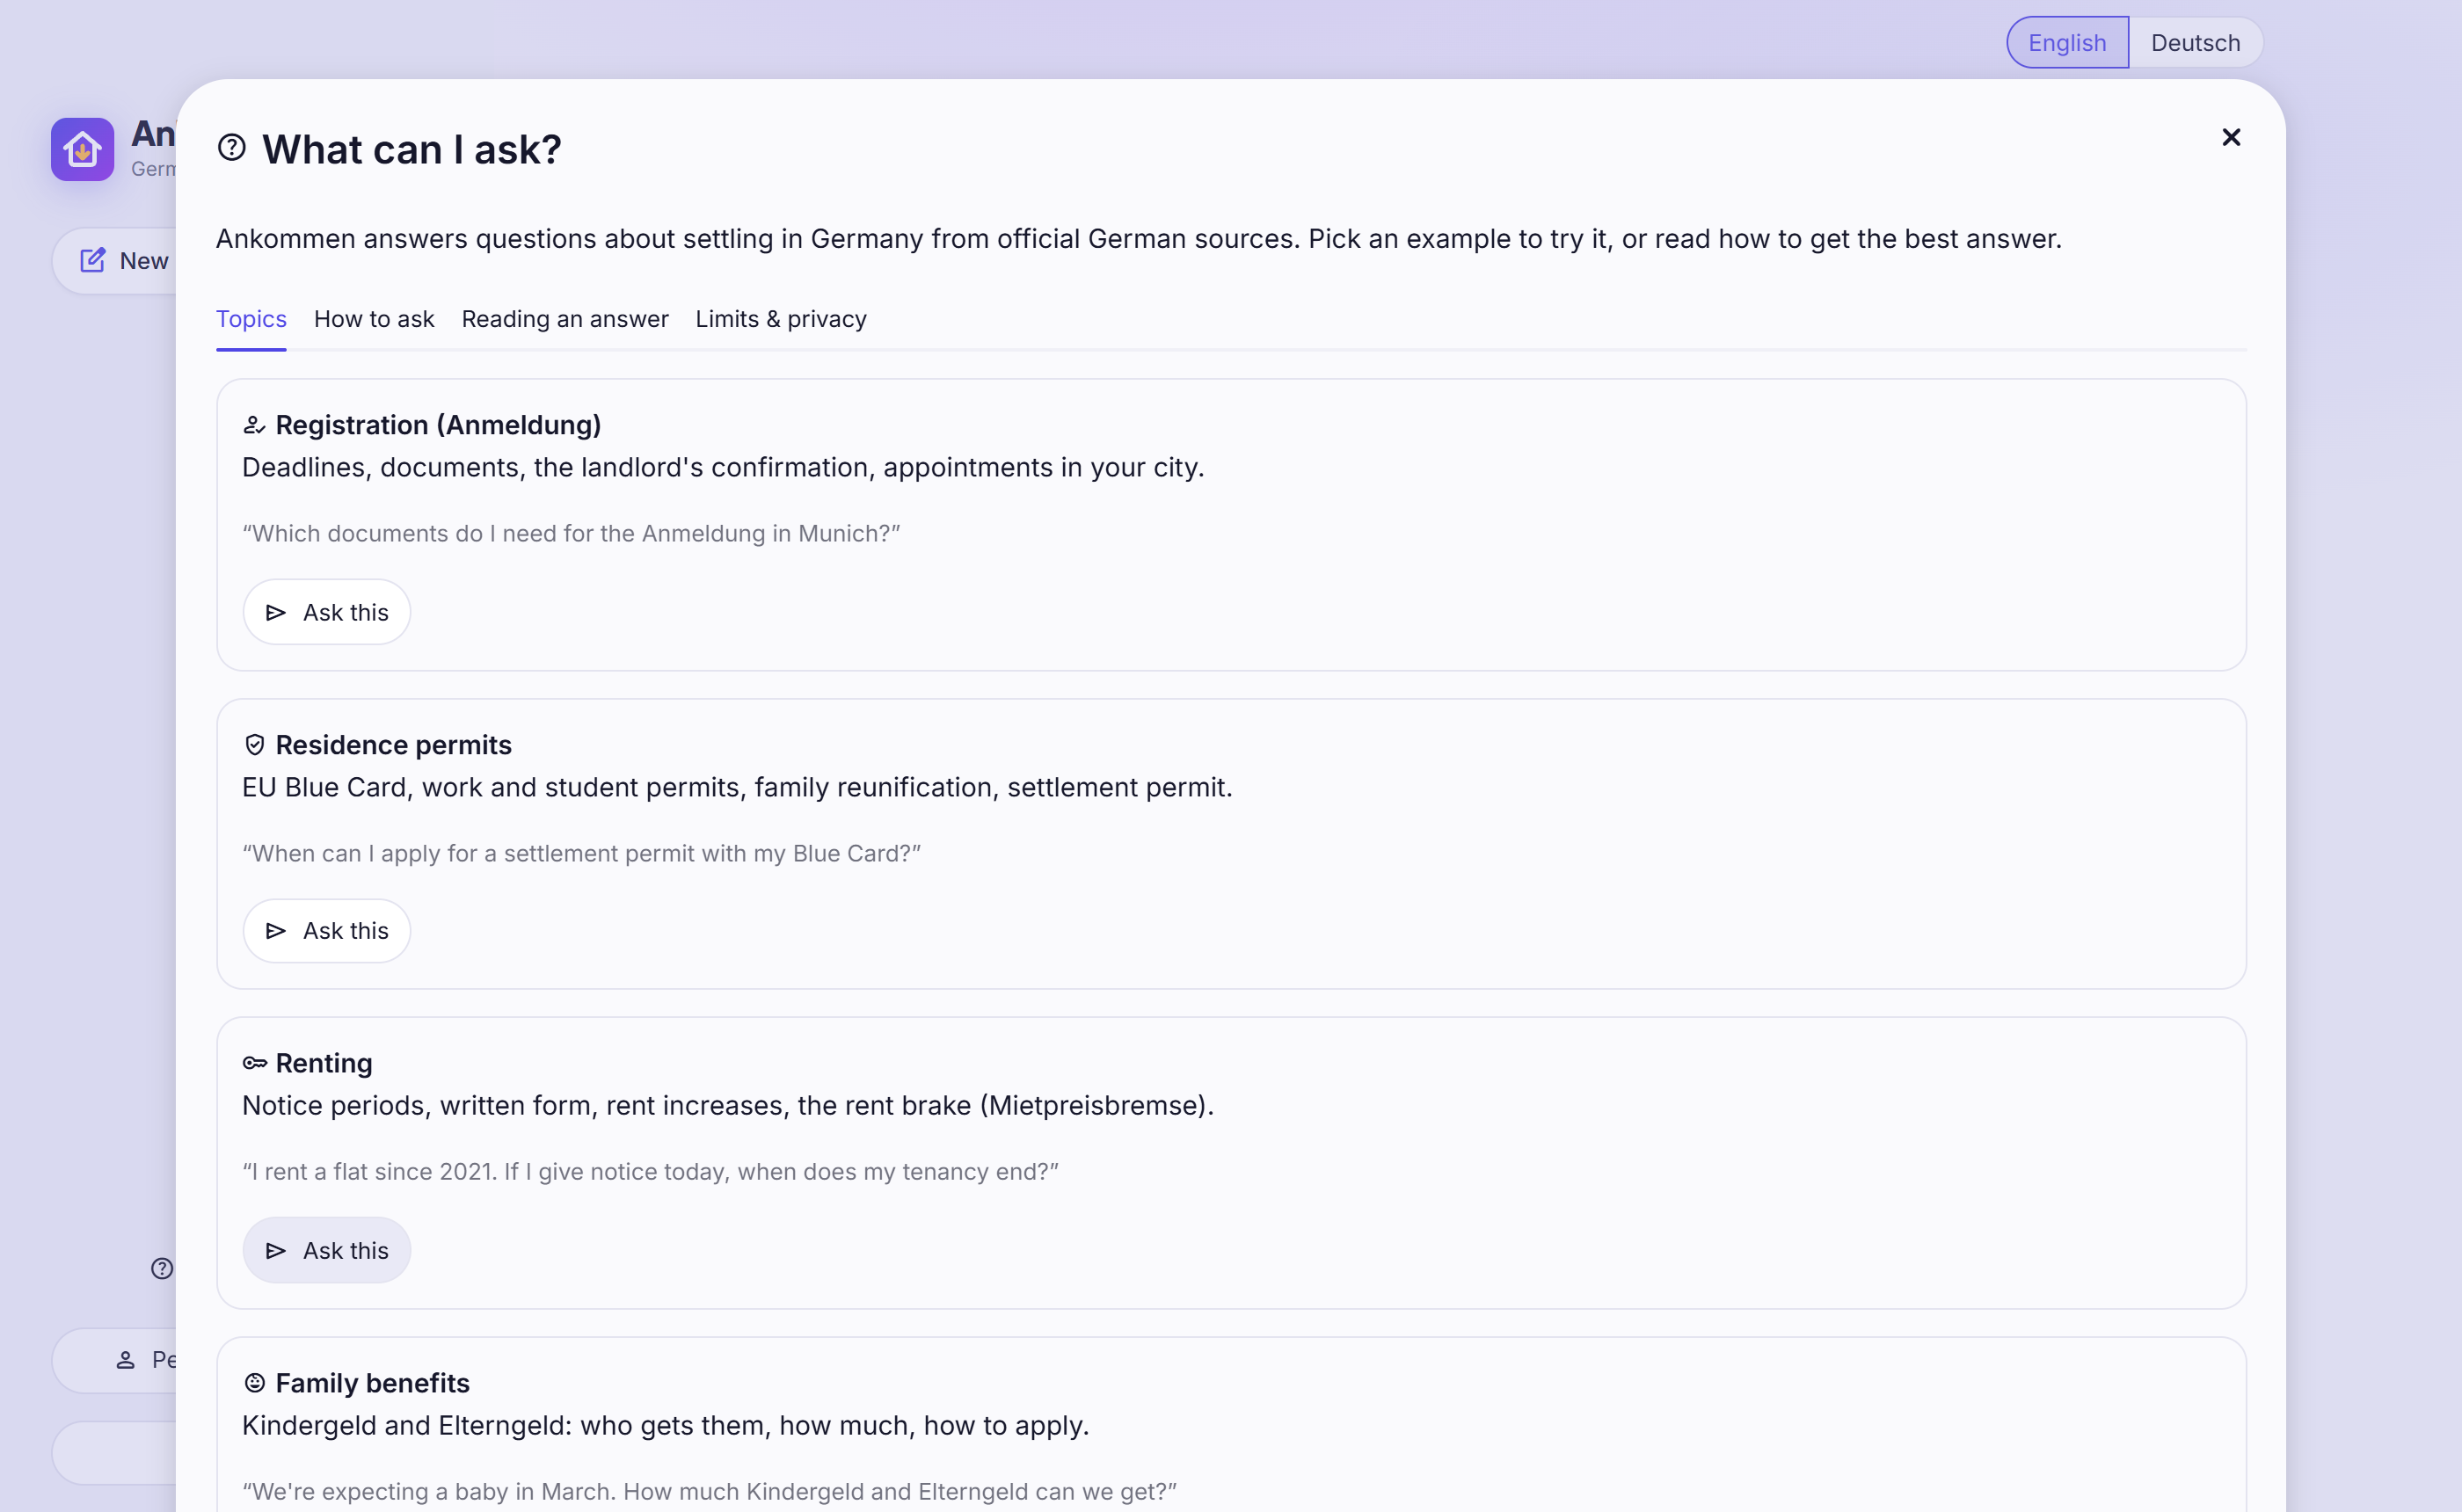 English
Deutsch
An
Germ
New
What can I ask?
Ankommen answers questions about settling in Germany from official German sources. Pick an example to try it, or read how to get the best answer.
Topics
How to ask
Reading an answer
Limits & privacy
Registration (Anmeldung)
Deadlines, documents, the landlord's confirmation, appointments in your city.
“Which documents do I need for the Anmeldung in Munich?”
Ask this
Residence permits
EU Blue Card, work and student permits, family reunification, settlement permit.
“When can I apply for a settlement permit with my Blue Card?”
Ask this
Renting
Notice periods, written form, rent increases, the rent brake (Mietpreisbremse).
“I rent a flat since 2021. If I give notice today, when does my tenancy end?”
Ask this
Pe
Family benefits
Kindergeld and Elterngeld: who gets them, how much, how to apply.
“We're expecting a baby in March. How much Kindergeld and Elterngeld can we get?”